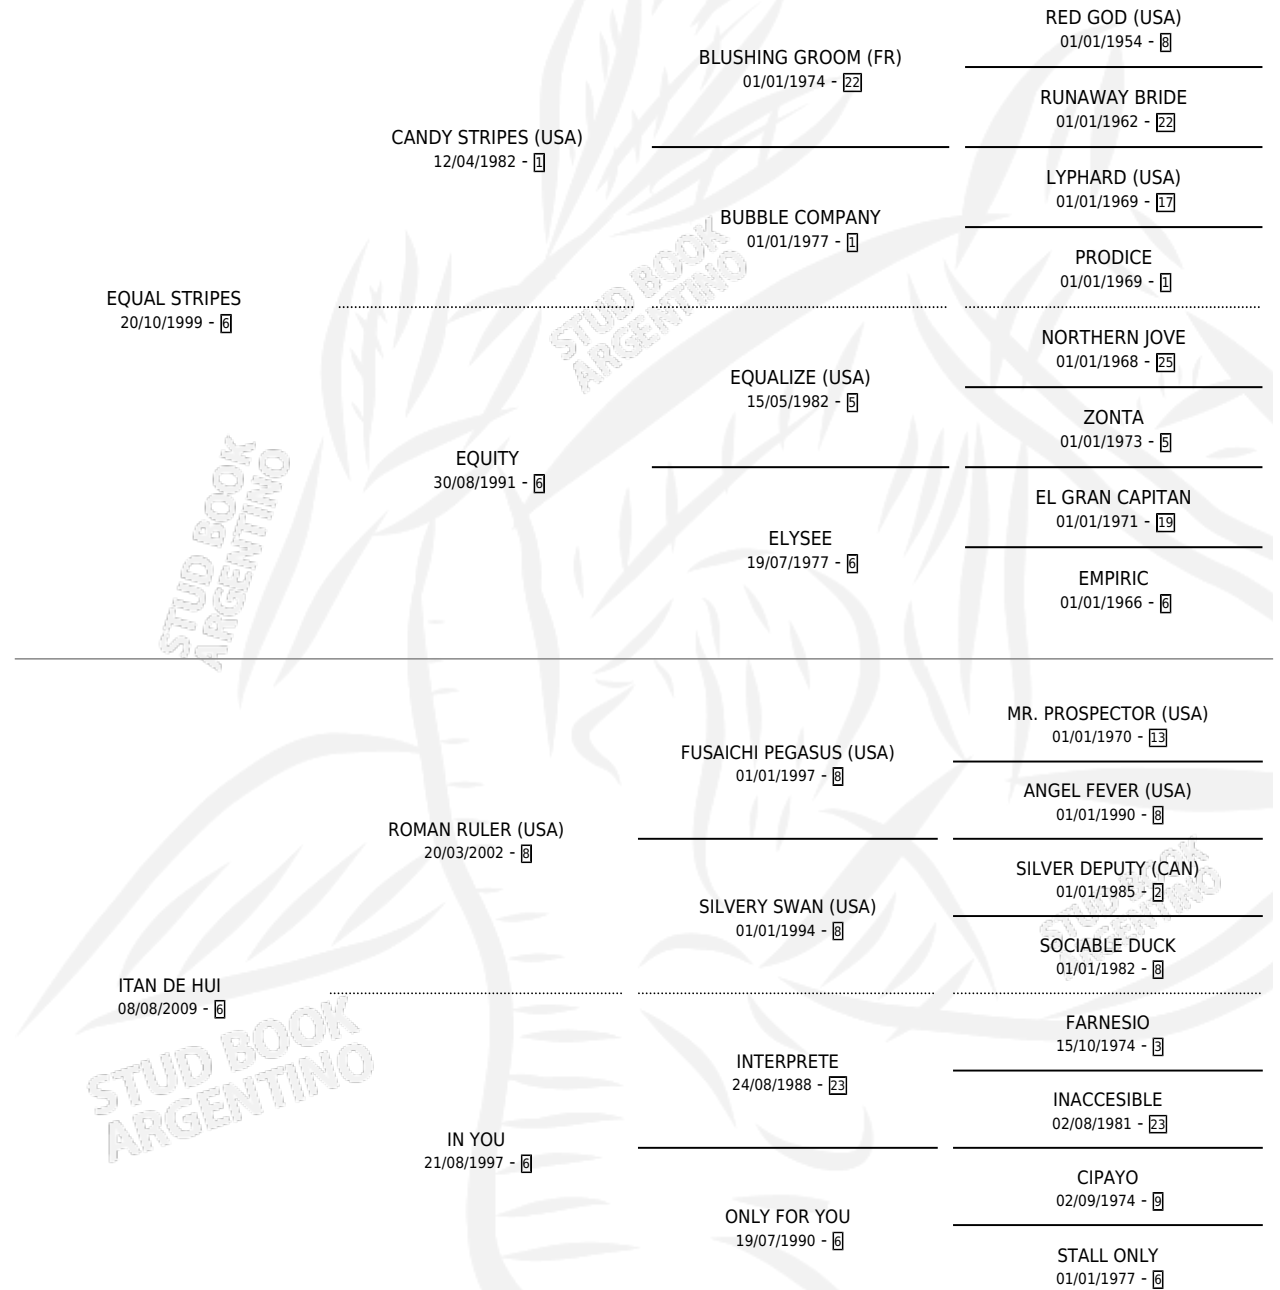 RED GOD (USA)
01/01/1954 - 8
BLUSHING GROOM (FR)
01/01/1974 - 22
RUNAWAY BRIDE
01/01/1962 - 22
CANDY STRIPES (USA)
12/04/1982 - 1
LYPHARD (USA)
01/01/1969 - 17
BUBBLE COMPANY
01/01/1977 - 1
PRODICE
01/01/1969 - 1
EQUAL STRIPES
20/10/1999 - 6
STUD BOOK
ARGENTINO
NORTHERN JOVE
01/01/1968 - 25
EQUALIZE (USA)
15/05/1982 - 5
ZONTA
01/01/1973 - 5
EQUITY
30/08/1991 - 6
EL GRAN CAPITAN
01/01/1971 - 19
ELYSEE
19/07/1977 - 6
EMPIRIC
01/01/1966 - 6
STUD BOOK
ARGENTINO
MR. PROSPECTOR (USA)
01/01/1970 - 13
FUSAICHI PEGASUS (USA)
01/01/1997 - 8
ANGEL FEVER (USA)
01/01/1990 - 8
ROMAN RULER (USA)
20/03/2002 - 8
SILVER DEPUTY (CAN)
01/01/1985 - 2
SILVERY SWAN (USA)
01/01/1994 - 8
STUD BOOK
ARGENTINO
SOCIABLE DUCK
01/01/1982 - 8
ITAN DE HUI
08/08/2009 - 6
FARNESIO
15/10/1974 - 3
INTERPRETE
24/08/1988 - 23
STUD BOOK
ARGENTINO
INACCESIBLE
02/08/1981 - 23
IN YOU
21/08/1997 - 6
CIPAYO
02/09/1974 - 9
ONLY FOR YOU
19/07/1990 - 6
STALL ONLY
01/01/1977 - 6